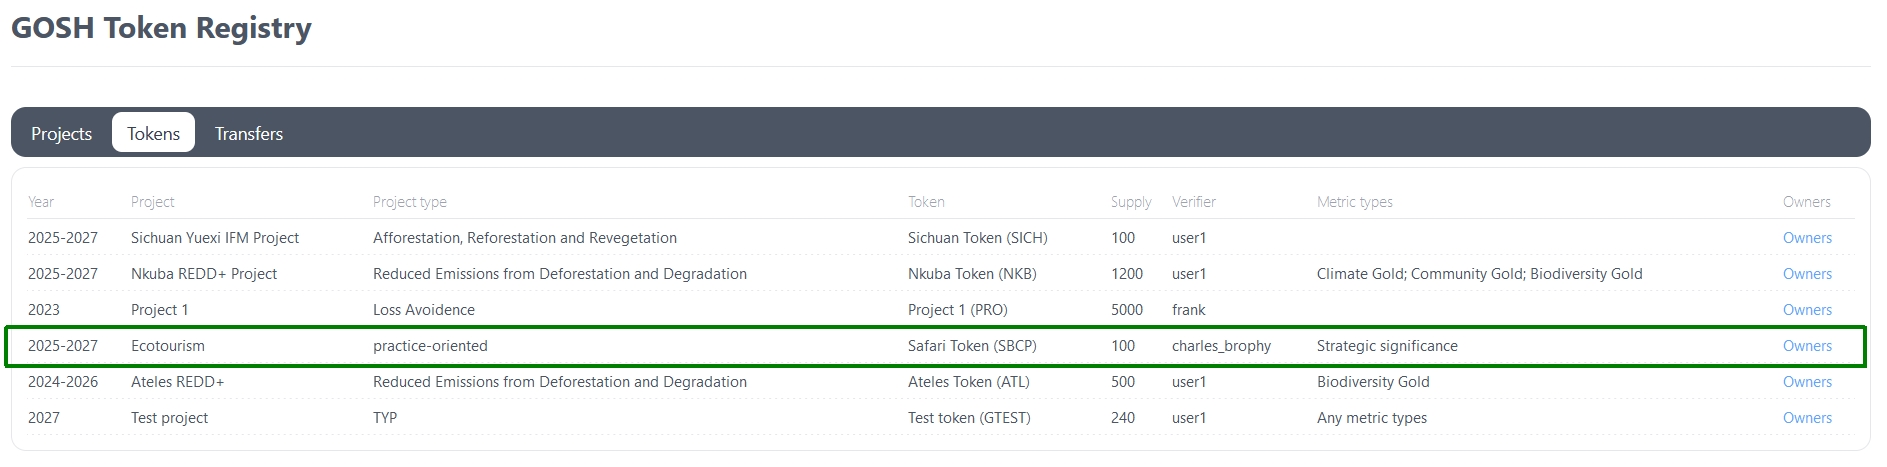 GOSH Token Registry
Projects Tokens Transfers
Year Project Project type Token Supply Verifier Metric types Owners
2025-2027 Sichuan Yuexi IFM Project Afforestation, Reforestation and Revegetation Sichuan Token (SICH) 100 user1 Owners
2025-2027 Nkuba REDD+ Project Reduced Emissions from Deforestation and Degradation Nkuba Token (NKB) 1200 user1 Climate Gold; Community Gold; Biodiversity Gold Owners
2023 Project 1 Loss Avoidence Project 1 (PRO) 5000 frank Owners
2025-2027 Ecotourism practice-oriented Safari Token (SBCP) 100 charles_brophy Strategic significance Owners
2024-2026 Ateles REDD+ Reduced Emissions from Deforestation and Degradation Ateles Token (ATL) 500 user1 Biodiversity Gold Owners
2027 Test project TYP Test token (GTEST) 240 user1 Any metric types Owners